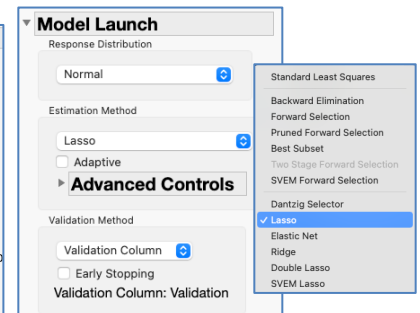 Model Launch
Response Distribution
Normal
Estimation Method
Lasso
Adaptive
Advanced Controls
Validation Method
Validation Column
Early Stopping
Validation Column: Validation
Standard Least Squares
Backward Elimination
Forward Selection
Pruned Forward Selection
Best Subset
Two Stage Forward Selection
SVEM Forward Selection
Dantzig Selector
✓ Lasso
Elastic Net
Ridge
Double Lasso
SVEM Lasso